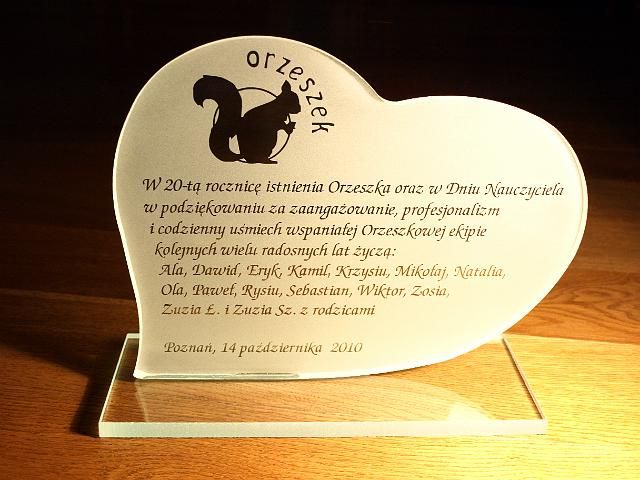 orzeszek
W 20-tą rocznicę istnienia Orzeszka oraz w Dniu Nauczyciela
w podziękowaniu za zaangażowanie, profesjonalizm
i codzienny uśmiech wspaniałej Orzeszkowej ekipie
kolejnych wielu radosnych lat życzą:
Ala, Dawid, Eryk, Kamil, Krzysiu, Mikołaj, Natalia,
Ola, Paweł, Rysiu, Sebastian, Wiktor, Zosia,
Zuzia Ł. i Zuzia Sz. z rodzicami
Poznań, 14 października 2010